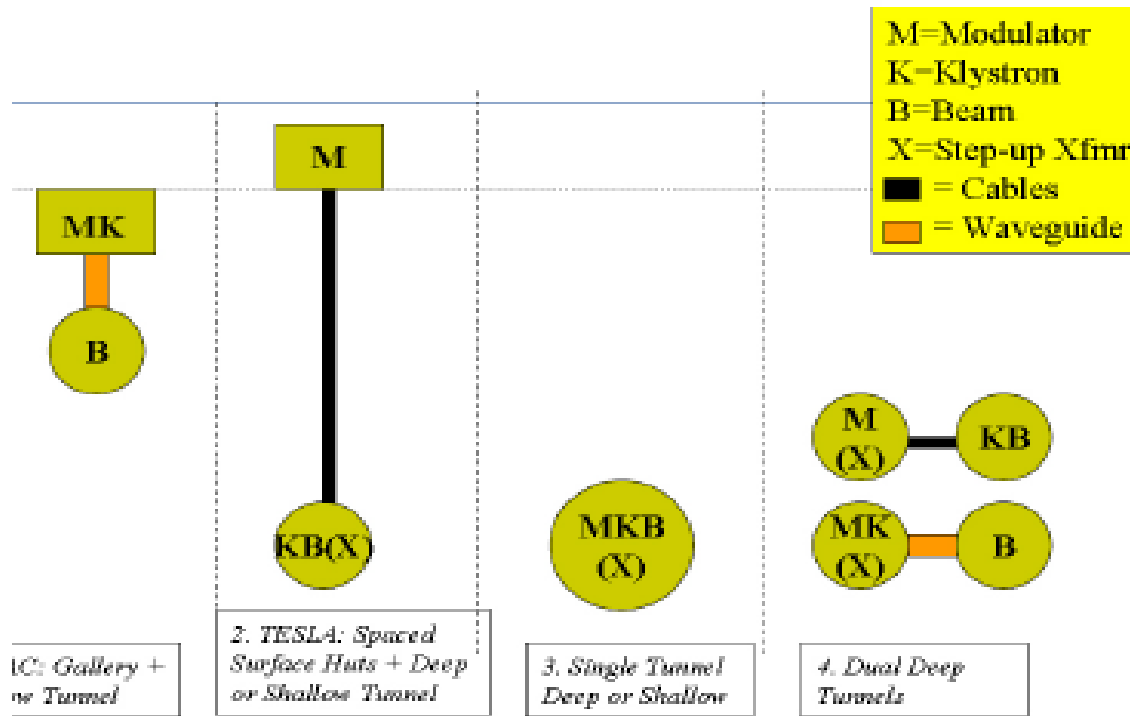 M=Modulator
K=Klystron
B=Beam
X=Step-up Xfmr
= Cables
= Waveguide
M
MK
B
M
(X)
KB
KB(X)
MKB
(X)
MK
(X)
B
C: Gallery +
Tunnel
2. TESLA: Spaced
Surface Huts + Deep
or Shallow Tunnel
3. Single Tunnel
Deep or Shallow
4. Dual Deep
Tunnels